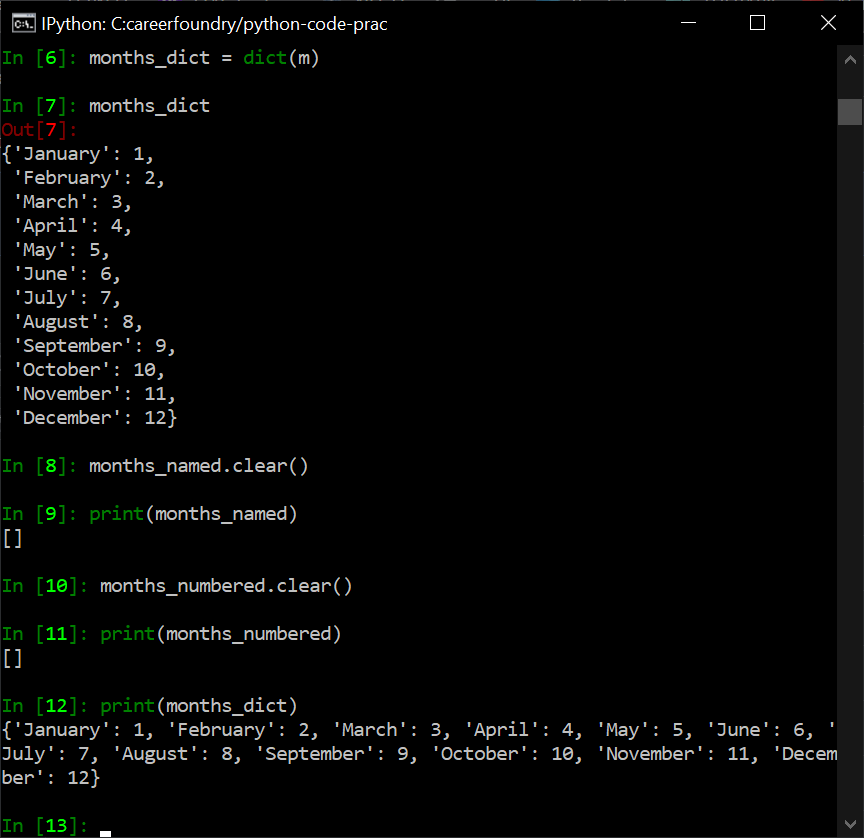 IPython: C:careerfoundry/python-code-prac
In [6]: months_dict = dict(m)
In [7]: months_dict
Out[7]:
{'January': 1,
 'February': 2,
 'March': 3,
 'April': 4,
 'May': 5,
 'June': 6,
 'July': 7,
 'August': 8,
 'September': 9,
 'October': 10,
 'November': 11,
 'December': 12}
In [8]: months_named.clear()
In [9]: print(months_named)
[]
In [10]: months_numbered.clear()
In [11]: print(months_numbered)
[]
In [12]: print(months_dict)
{'January': 1, 'February': 2, 'March': 3, 'April': 4, 'May': 5, 'June': 6, '
July': 7, 'August': 8, 'September': 9, 'October': 10, 'November': 11, 'Decem
ber': 12}
In [13]: